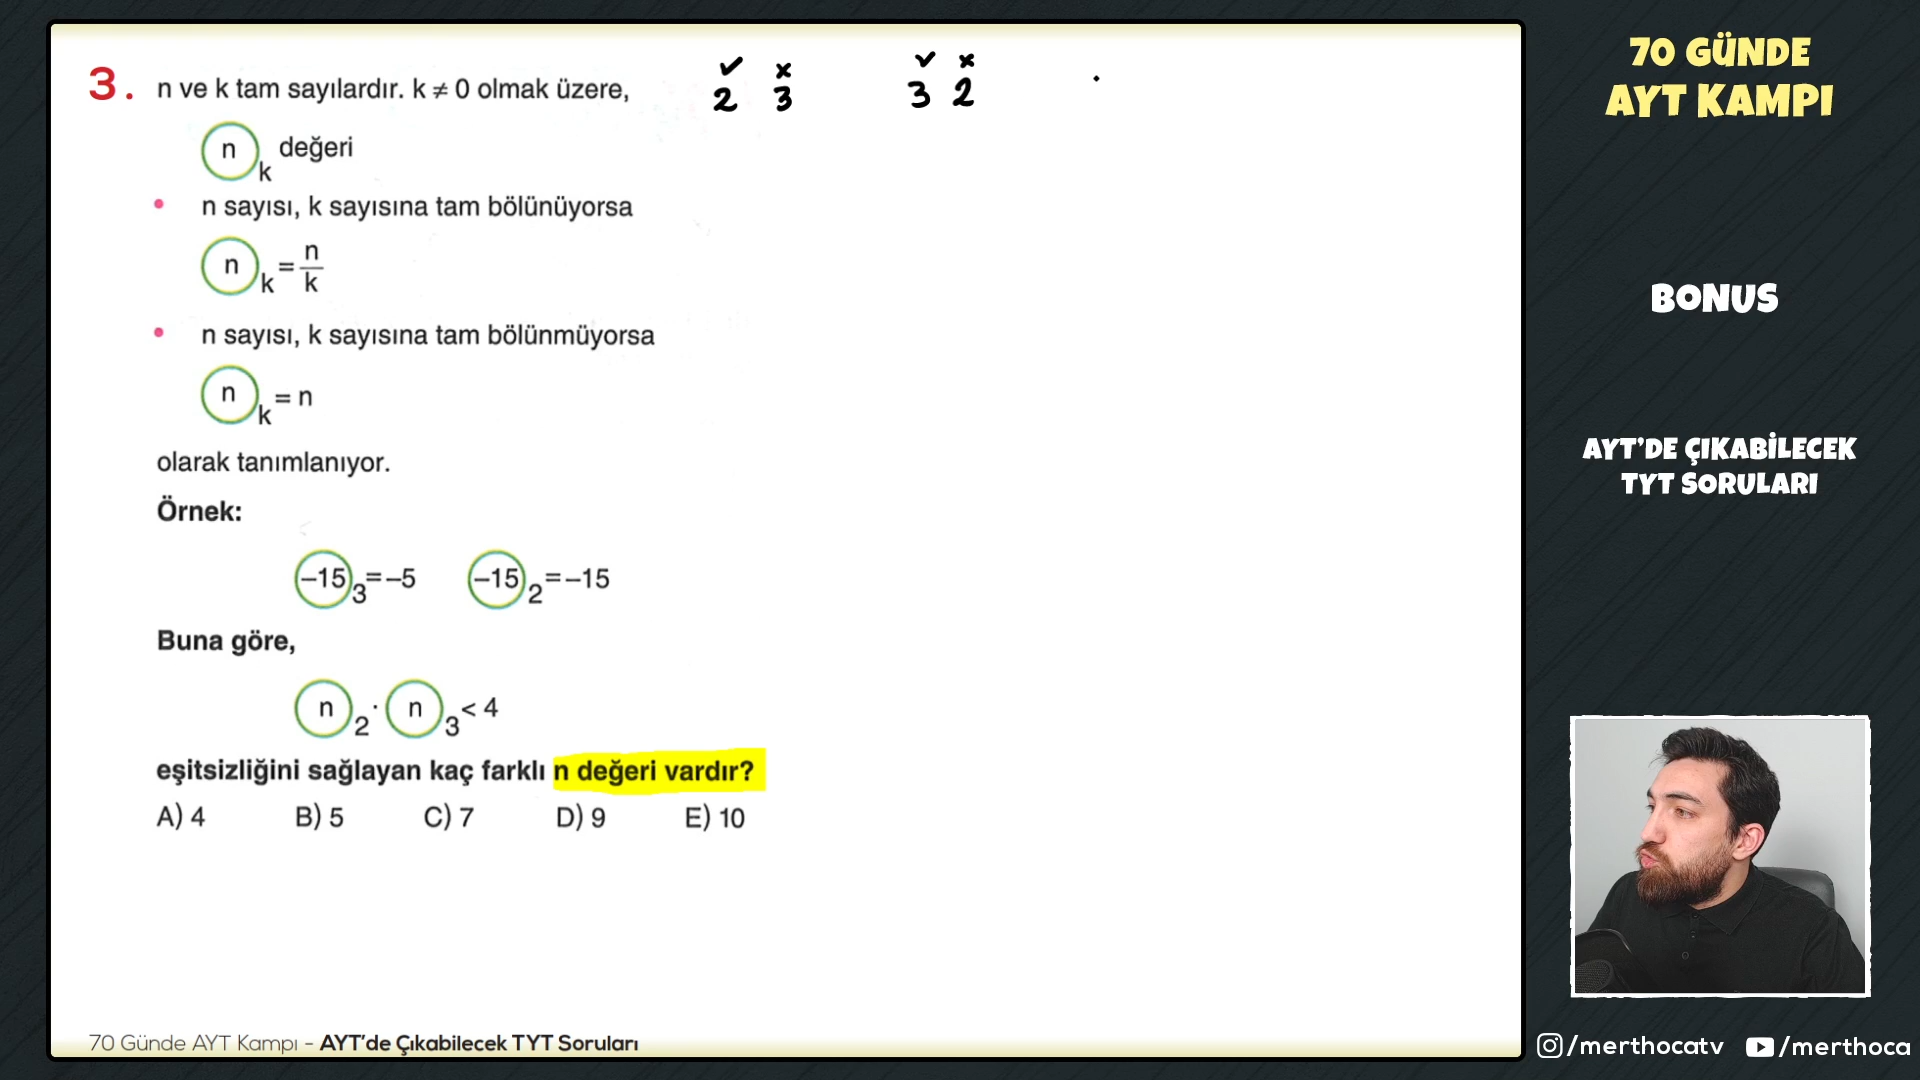 3. n ve k tam sayılardır. k ≠ 0 olmak üzere,
✓ ×
2 3
✓ ×
3 2
n k değeri
• n sayısı, k sayısına tam bölünüyorsa
n k = n/k
• n sayısı, k sayısına tam bölünmüyorsa
n k = n
olarak tanımlanıyor.
Örnek:
–15 3 = –5 –15 2 = –15
Buna göre,
n 2 · n 3 < 4
eşitsizliğini sağlayan kaç farklı n değeri vardır?
A) 4 B) 5 C) 7 D) 9 E) 10
70 Günde AYT Kampı - AYT'de Çıkabilecek TYT Soruları
70 GÜNDE
AYT KAMPI
BONUS
AYT'DE ÇIKABİLECEK
TYT SORULARI
/merthocatv /merthoca